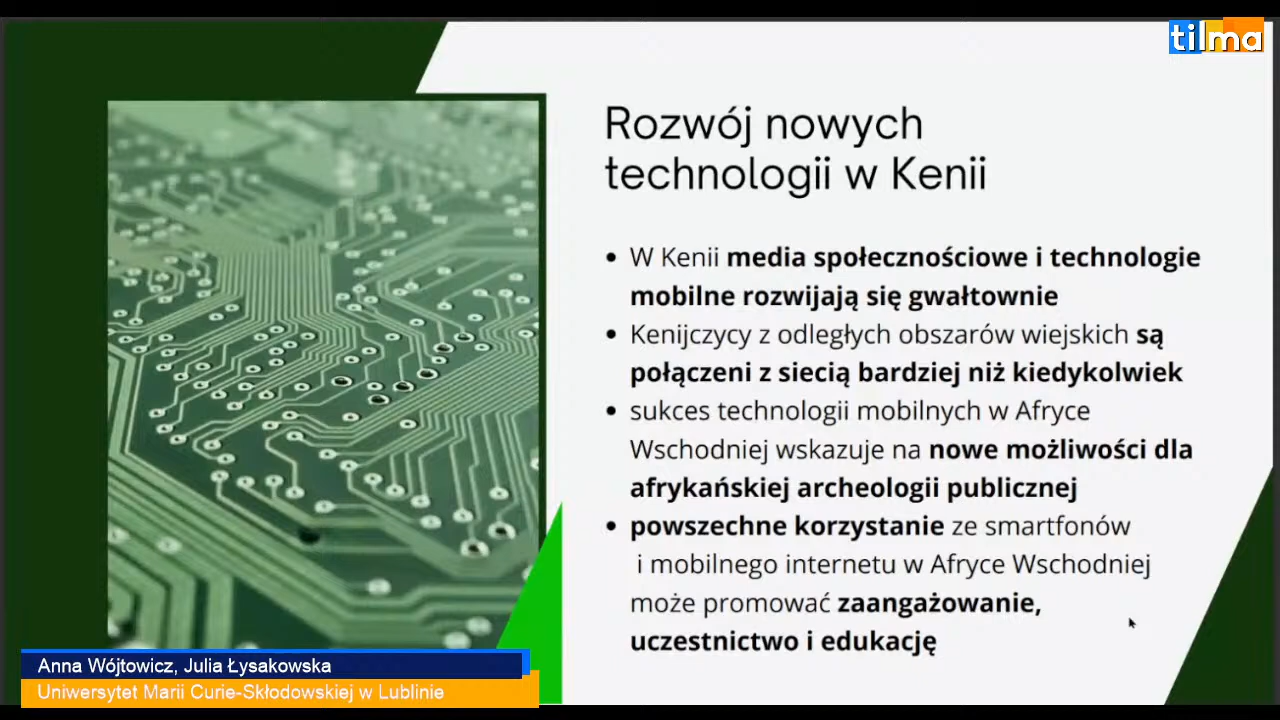 tilma
Rozwój nowych
technologii w Kenii
• W Kenii media społecznościowe i technologie
mobilne rozwijają się gwałtownie
• Kenijczycy z odległych obszarów wiejskich są
połączeni z siecią bardziej niż kiedykolwiek
• sukces technologii mobilnych w Afryce
Wschodniej wskazuje na nowe możliwości dla
afrykańskiej archeologii publicznej
• powszechne korzystanie ze smartfonów
i mobilnego internetu w Afryce Wschodniej
może promować zaangażowanie,
uczestnictwo i edukację
Anna Wójtowicz, Julia Łysakowska
Uniwersytet Marii Curie-Skłodowskiej w Lublinie